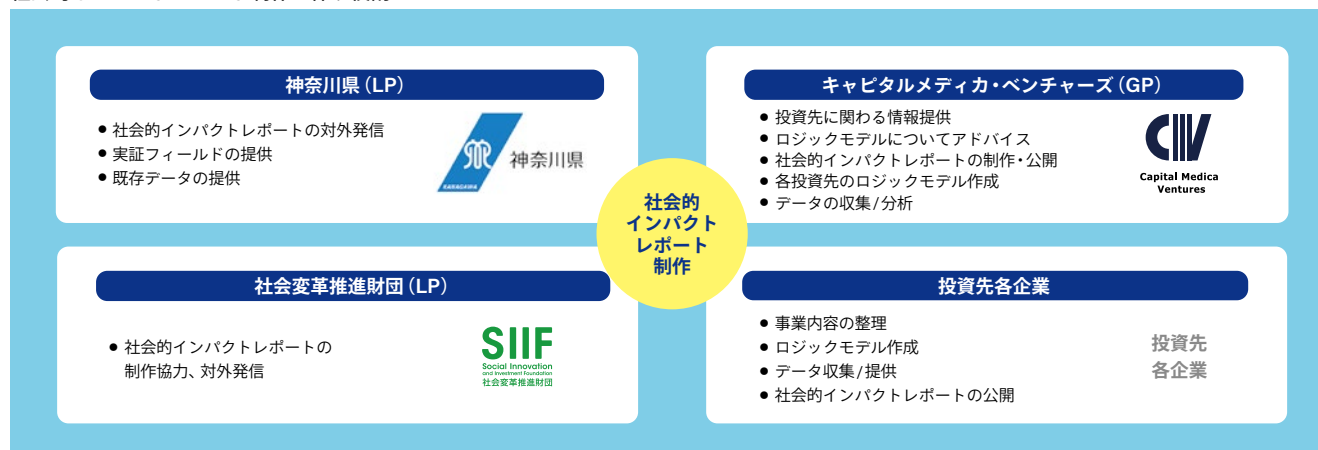 神奈川県（LP）
● 社会的インパクトレポートの対外発信
● 実証フィールドの提供
● 既存データの提供
KANAGAWA
神奈川県
キャピタルメディカ・ベンチャーズ（GP）
● 投資先に関わる情報提供
● ロジックモデルについてアドバイス
● 社会的インパクトレポートの制作・公開
● 各投資先のロジックモデル作成
● データの収集/分析
CMV
Capital Medica
Ventures
社会的
インパクト
レポート
制作
社会変革推進財団（LP）
● 社会的インパクトレポートの
制作協力、対外発信
SIIF
Social Innovation
and Investment Foundation
社会変革推進財団
投資先各企業
● 事業内容の整理
● ロジックモデル作成
● データ収集/提供
● 社会的インパクトレポートの公開
投資先
各企業